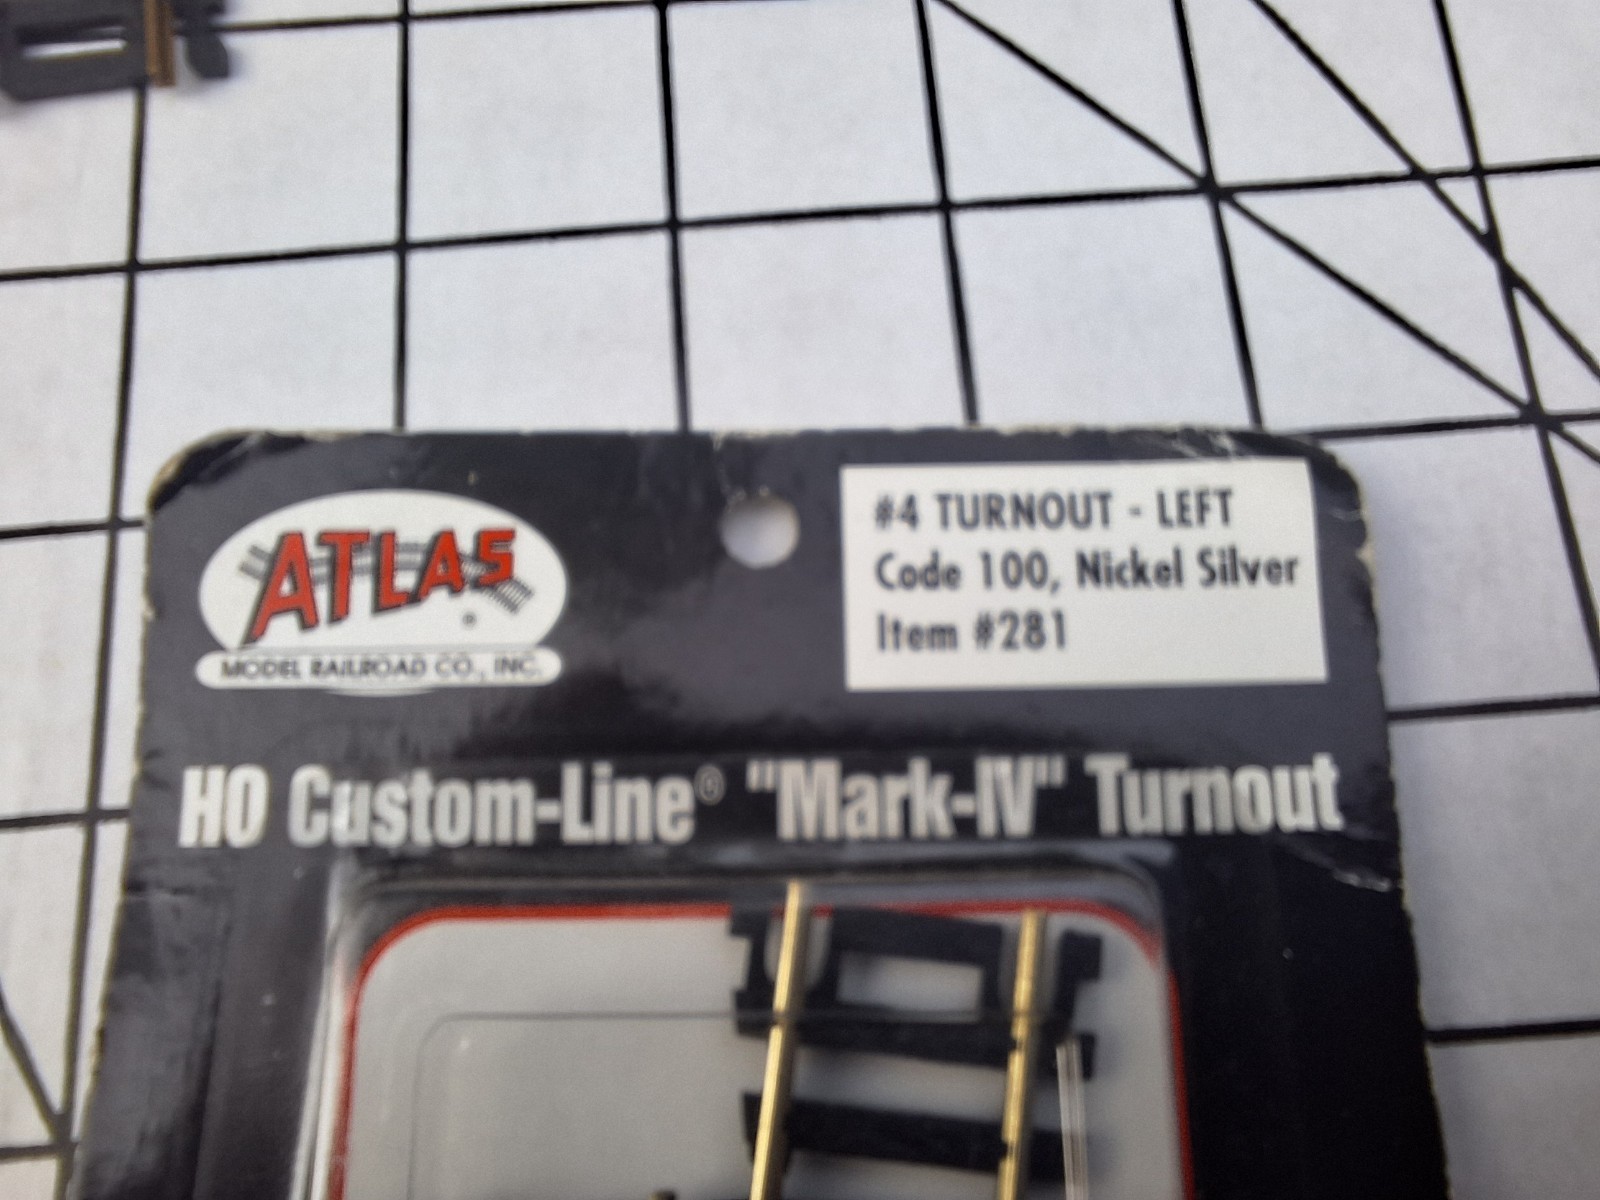 ATLAS®
MODEL RAILROAD CO., INC.
#4 TURNOUT - LEFT
Code 100, Nickel Silver
Item #281
HO Custom-Line® "Mark-IV" Turnout